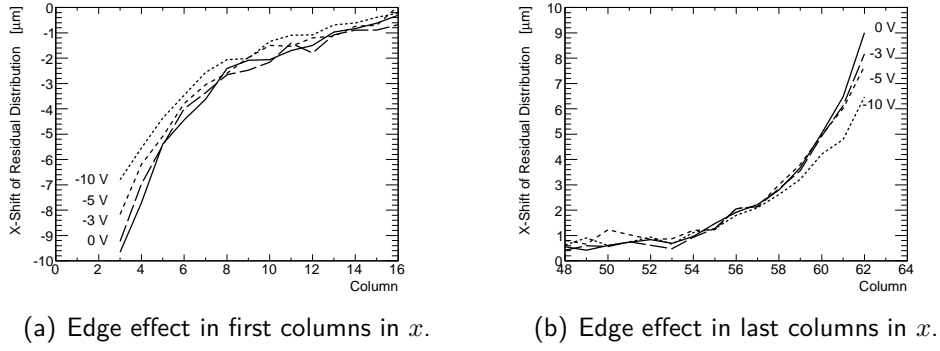 X-Shift of Residual Distribution [µm]
0
-1
-2
-3
-4
-5
-6
-7
-8
-9
-10
-10 V
-5 V
-3 V
0 V
0 2 4 6 8 10 12 14 16
Column
(a) Edge effect in first columns in x.
X-Shift of Residual Distribution [µm]
10
9
8
7
6
5
4
3
2
1
0
0 V
-3 V
-5 V
-10 V
48 50 52 54 56 58 60 62 64
Column
(b) Edge effect in last columns in x.